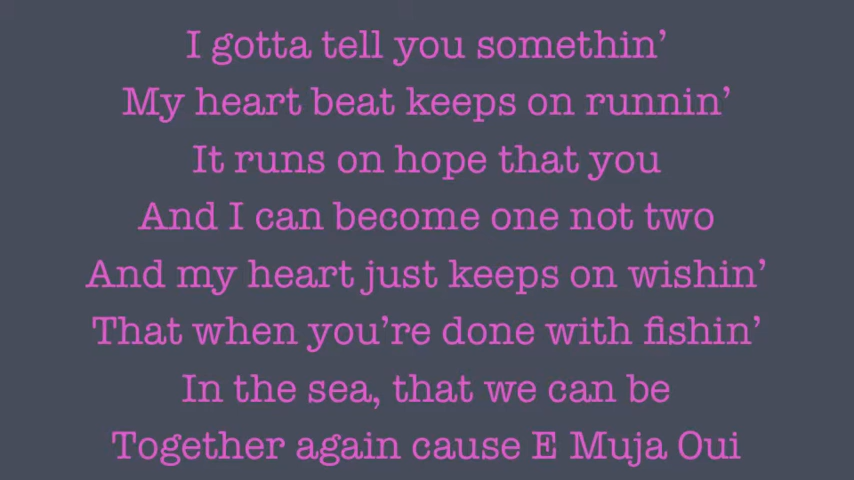 I gotta tell you somethin’
My heart beat keeps on runnin’
It runs on hope that you
And I can become one not two
And my heart just keeps on wishin’
That when you’re done with fishin’
In the sea, that we can be
Together again cause E Muja Oui